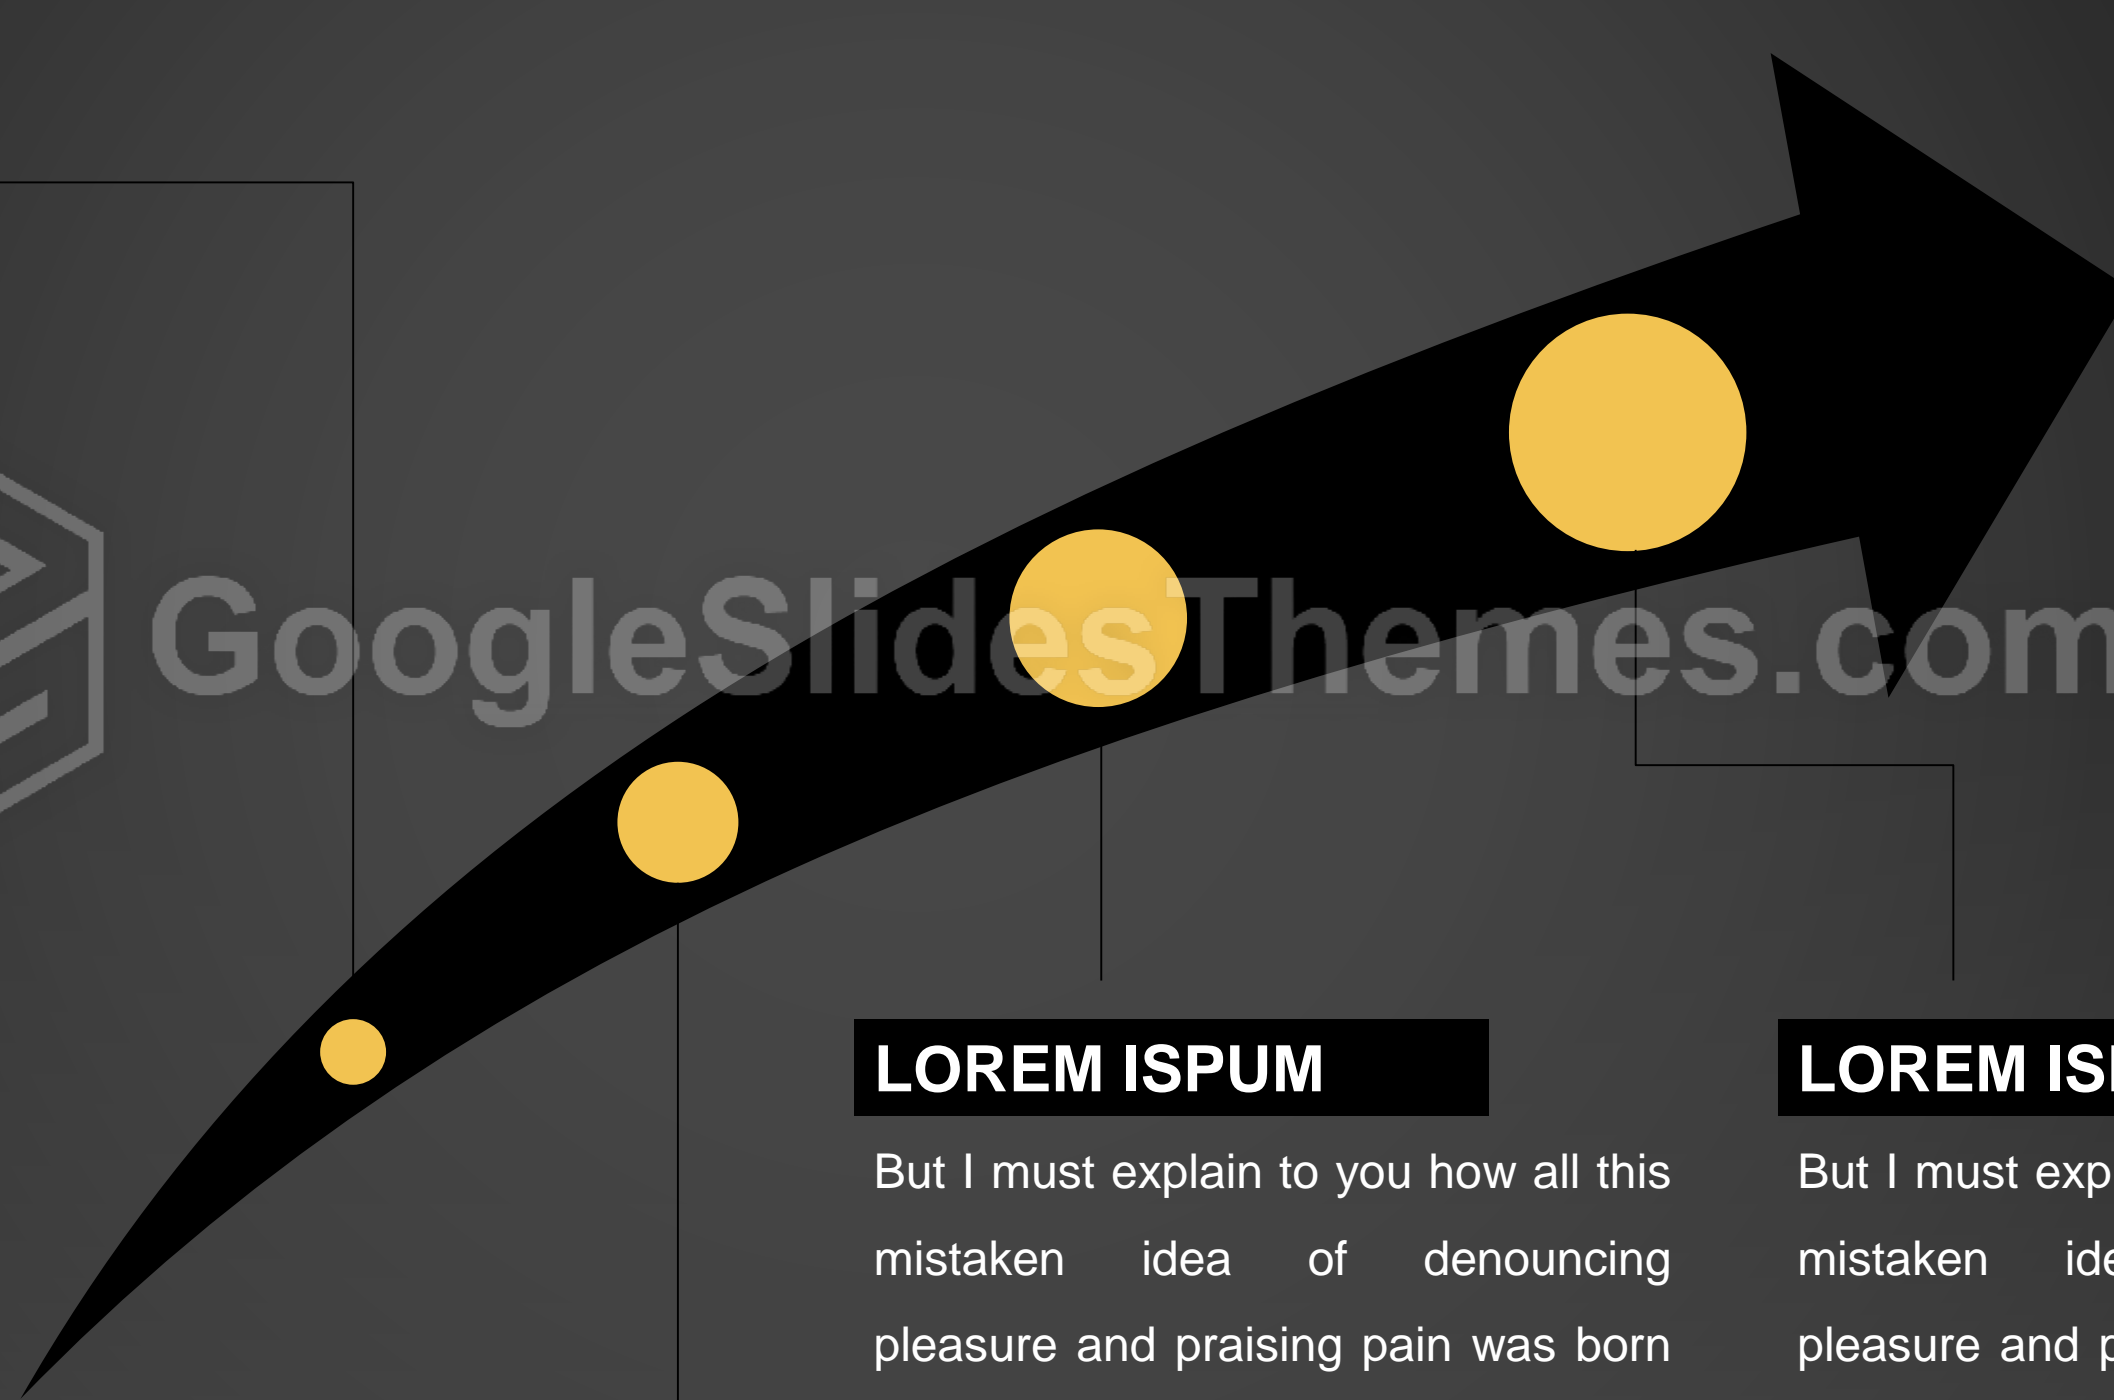 GoogleSlidesThemes.com
LOREM ISPUM
But I must explain to you how all this
mistaken idea of denouncing
pleasure and praising pain was born
LOREM
But I must
mistaken
pleasure and